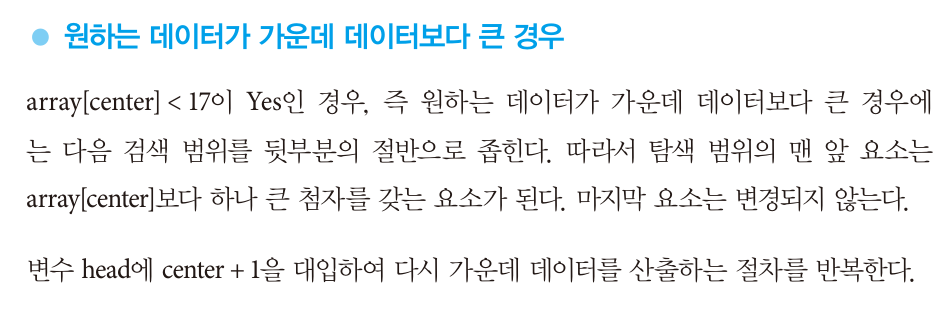 ● 원하는 데이터가 가운데 데이터보다 큰 경우
array[center] < 17이 Yes인 경우, 즉 원하는 데이터가 가운데 데이터보다 큰 경우에
는 다음 검색 범위를 뒷부분의 절반으로 좁힌다. 따라서 탐색 범위의 맨 앞 요소는
array[center]보다 하나 큰 첨자를 갖는 요소가 된다. 마지막 요소는 변경되지 않는다.
변수 head에 center + 1을 대입하여 다시 가운데 데이터를 산출하는 절차를 반복한다.